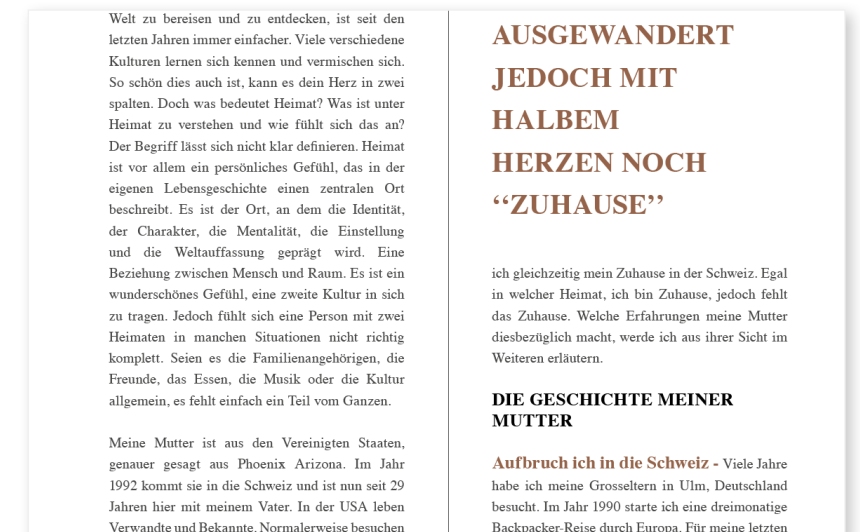 Welt zu bereisen und zu entdecken, ist seit den
letzten Jahren immer einfacher. Viele verschiedene
Kulturen lernen sich kennen und vermischen sich.
So schön dies auch ist, kann es dein Herz in zwei
spalten. Doch was bedeutet Heimat? Was ist unter
Heimat zu verstehen und wie fühlt sich das an?
Der Begriff lässt sich nicht klar definieren. Heimat
ist vor allem ein persönliches Gefühl, das in der
eigenen Lebensgeschichte einen zentralen Ort
beschreibt. Es ist der Ort, an dem die Identität,
der Charakter, die Mentalität, die Einstellung
und die Weltauffassung geprägt wird. Eine
Beziehung zwischen Mensch und Raum. Es ist ein
wunderschönes Gefühl, eine zweite Kultur in sich
zu tragen. Jedoch fühlt sich eine Person mit zwei
Heimaten in manchen Situationen nicht richtig
komplett. Seien es die Familienangehörigen, die
Freunde, das Essen, die Musik oder die Kultur
allgemein, es fehlt einfach ein Teil vom Ganzen.
Meine Mutter ist aus den Vereinigten Staaten,
genauer gesagt aus Phoenix Arizona. Im Jahr
1992 kommt sie in die Schweiz und ist nun seit 29
Jahren hier mit meinem Vater. In der USA leben
Verwandte und Bekannte. Normalerweise besuchen
AUSGEWANDERT
JEDOCH MIT
HALBEM
HERZEN NOCH
‘‘ZUHAUSE’’
ich gleichzeitig mein Zuhause in der Schweiz. Egal
in welcher Heimat, ich bin Zuhause, jedoch fehlt
das Zuhause. Welche Erfahrungen meine Mutter
diesbezüglich macht, werde ich aus ihrer Sicht im
Weiteren erläutern.
DIE GESCHICHTE MEINER
MUTTER
Aufbruch ich in die Schweiz - Viele Jahre
habe ich meine Grosseltern in Ulm, Deutschland
besucht. Im Jahr 1990 starte ich eine dreimonatige
Backpacker-Reise durch Europa. Für meine letzten